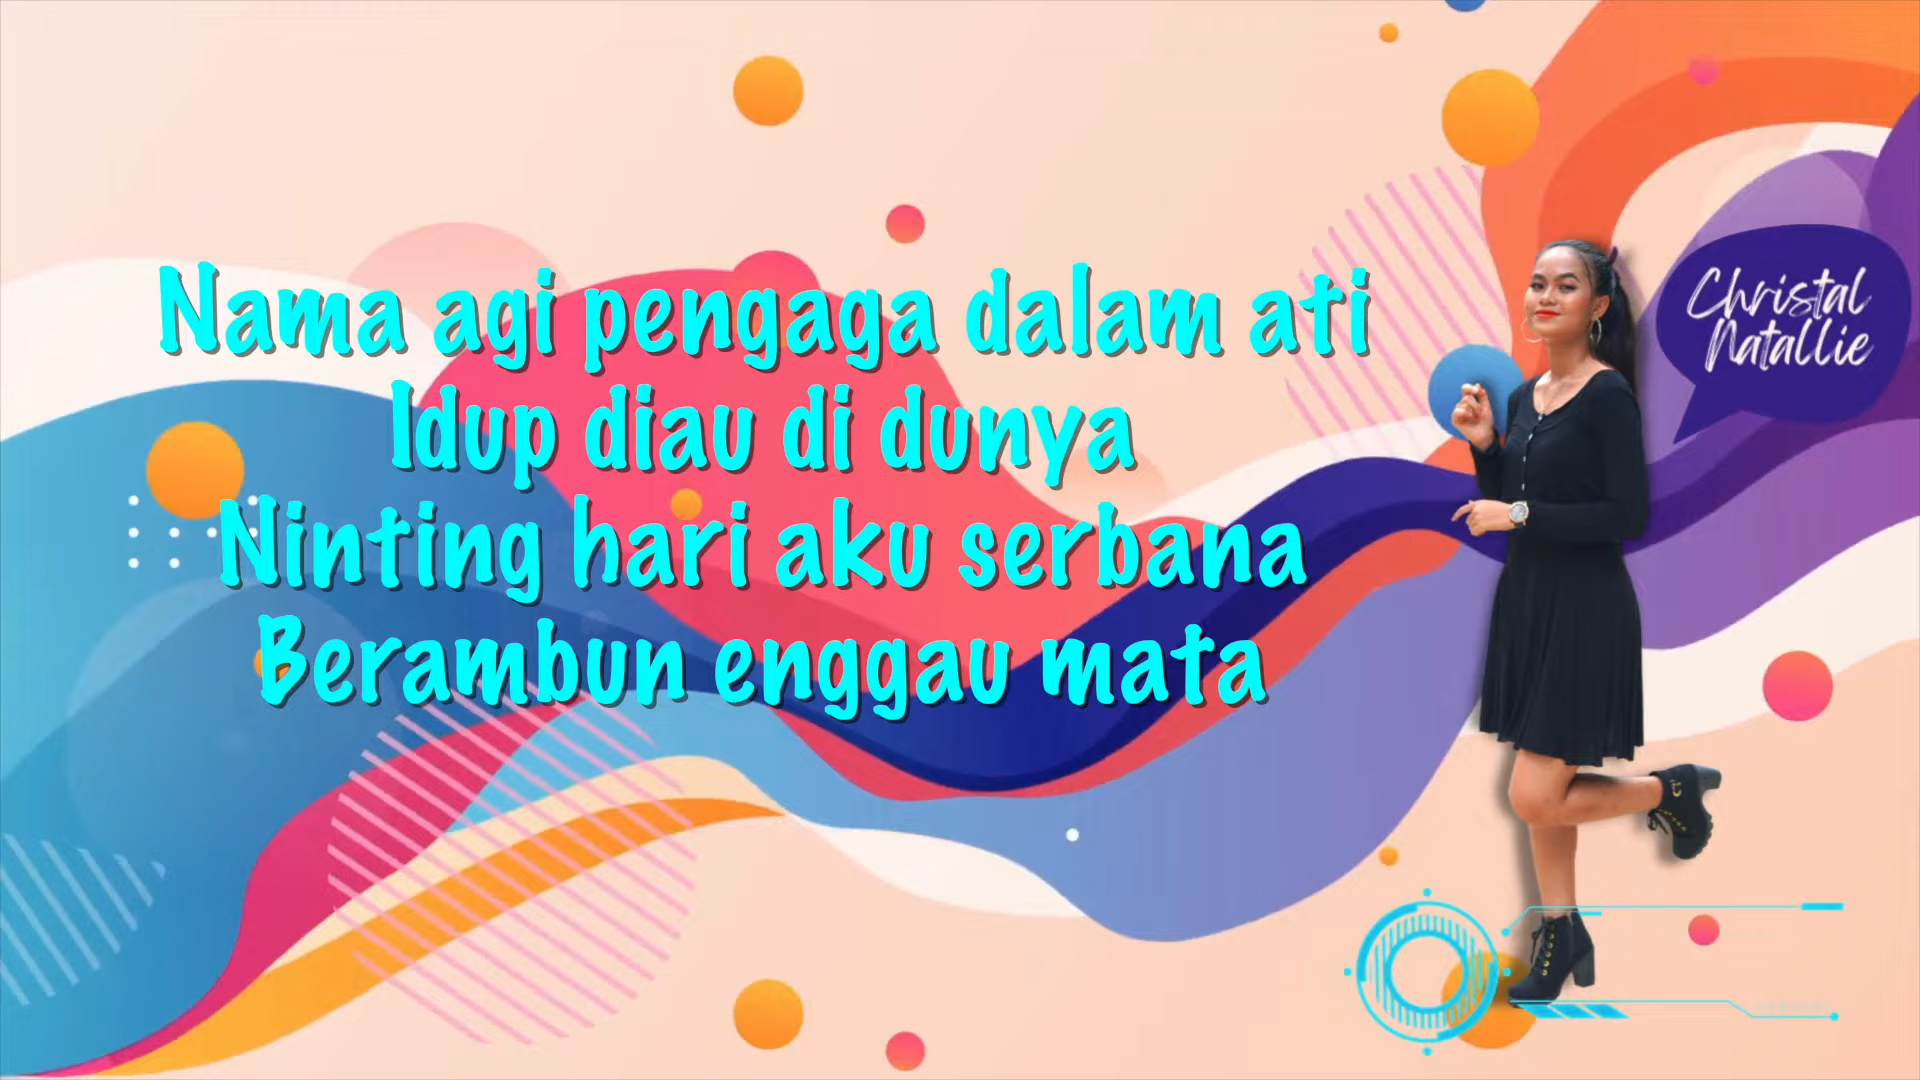 Nama agi pengaga dalam ati
Idup diau di dunya
Ninting hari aku serbana
Berambun enggau mata
Christal
Natallie